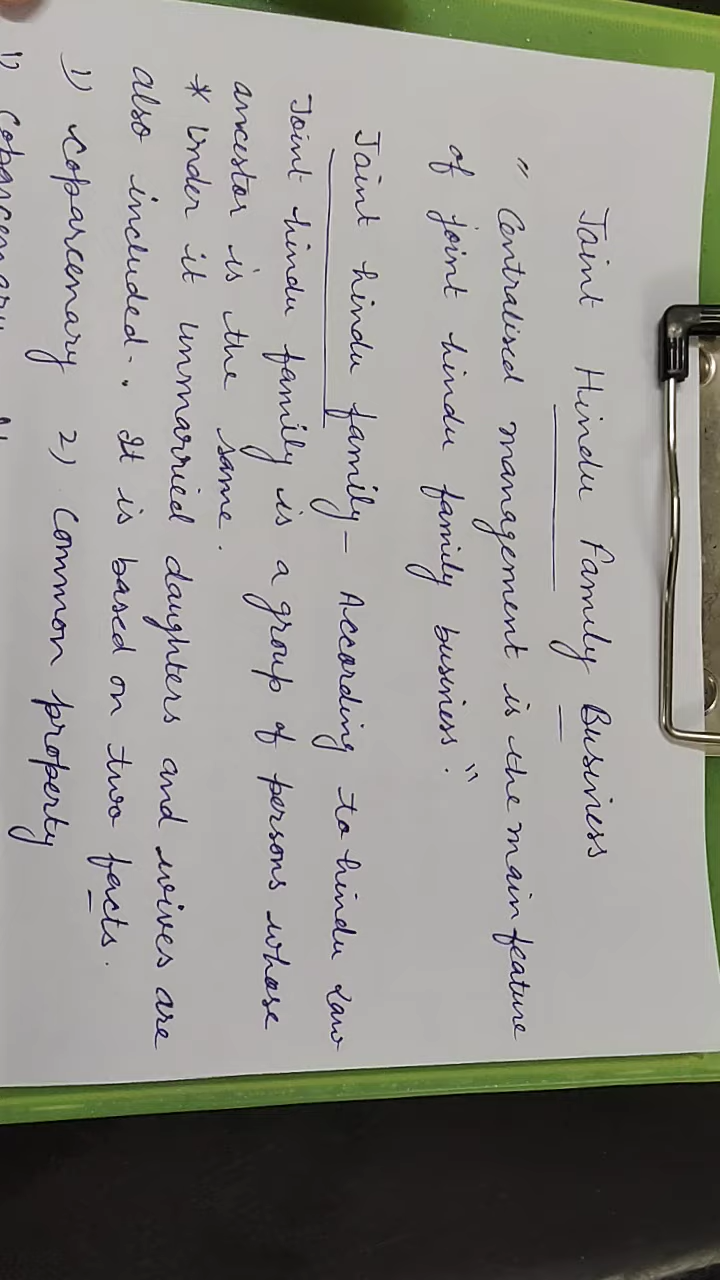 Joint Hindu Family Business
" Centralised management is the main feature
of joint hindu family business."
Joint hindu family - According to hindu law
Joint hindu family is a group of persons whose
ancestor is the same.
* Under it unmarried daughters and wives are
also included. It is based on two facts.
1) Coparcenary 2) Common property
1) Coparcenary